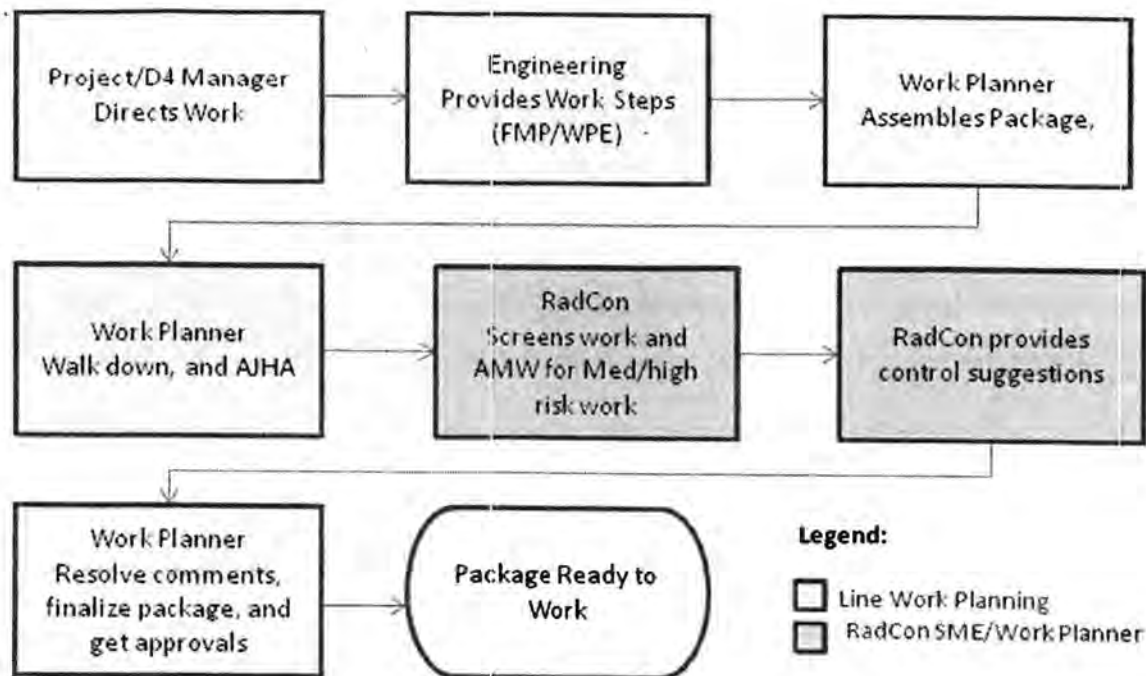 Project/D4 Manager
Directs Work
Engineering
Provides Work Steps
(FMP/WPE)
Work Planner
Assembles Package,
Work Planner
Walk down, and AJHA
RadCon
Screens work and
AMW for Med/high
risk work
RadCon provides
control suggestions
Work Planner
Resolve comments,
finalize package, and
get approvals
Package Ready to
Work
Legend:
Line Work Planning
RadCon SME/Work Planner